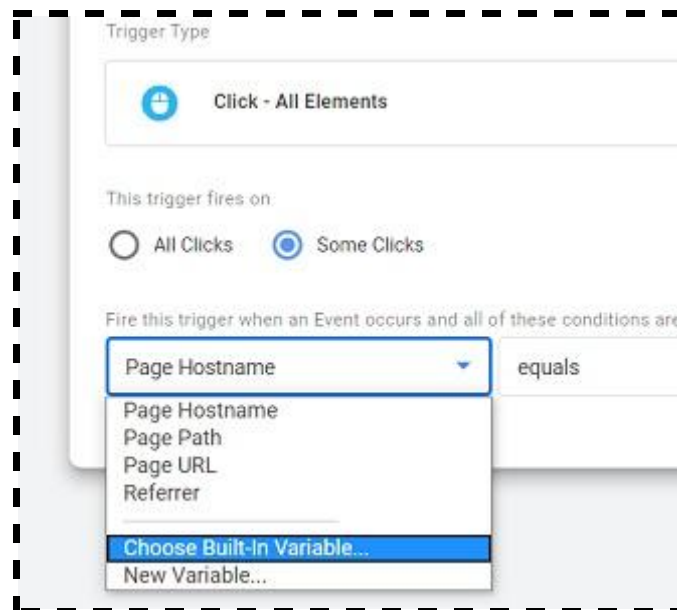 Trigger Type
Click - All Elements
This trigger fires on
All Clicks Some Clicks
Fire this trigger when an Event occurs and all of these conditions are
Page Hostname equals
Page Hostname
Page Path
Page URL
Referrer
Choose Built-In Variable...
New Variable...